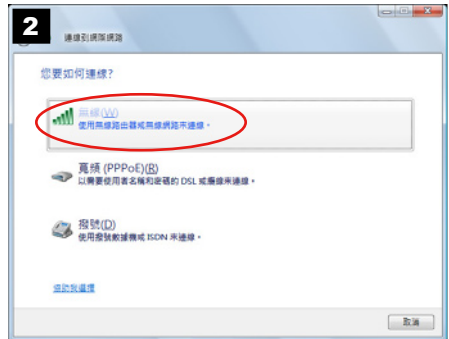 2
連線到網際網路
您要如何連線?
無線(W)
使用無線路由器或無線網路來連線。
寬頻 (PPPoE)(R)
以需要使用者名稱和密碼的 DSL 或纜線來連線。
撥號(D)
使用撥號數據機或 ISDN 來連線。
協助我選擇
取消